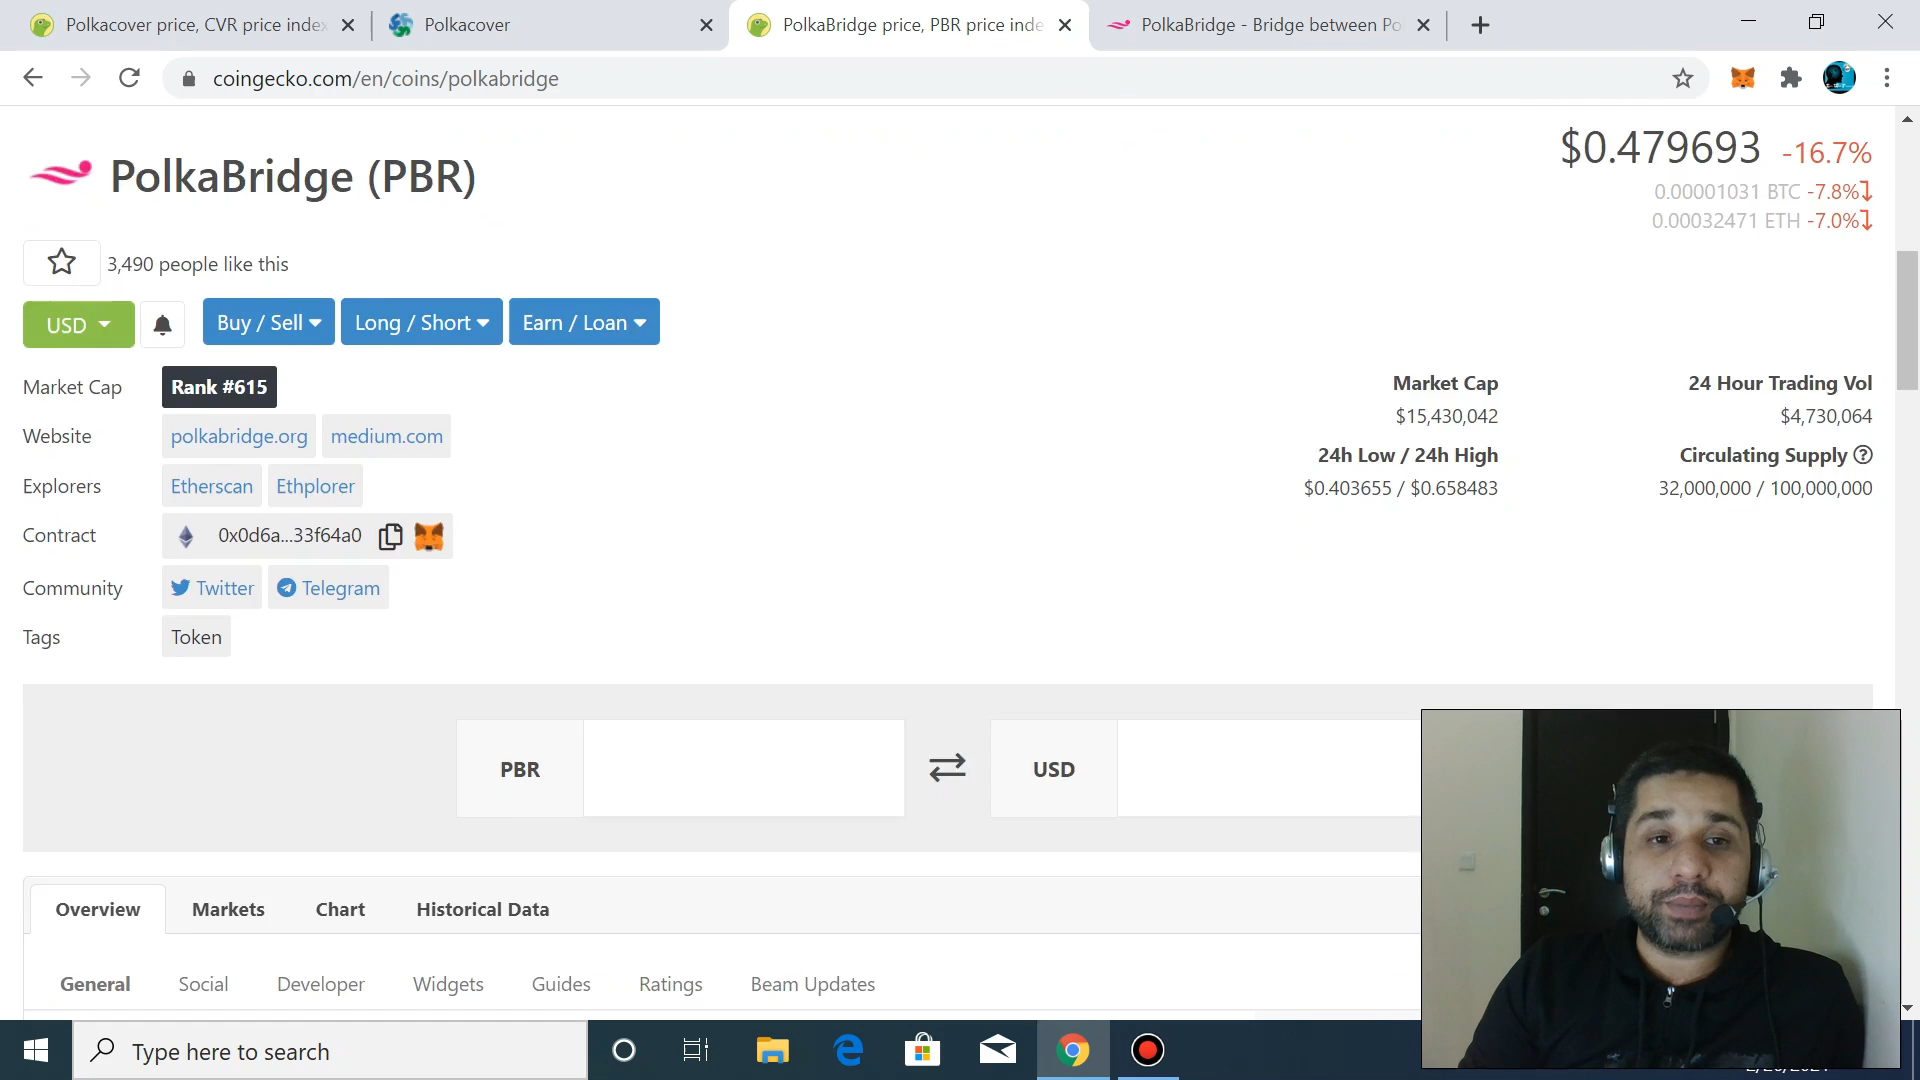 Polkacover price, CVR price index
Polkacover
PolkaBridge price, PBR price inde
PolkaBridge - Bridge between Po
coingecko.com/en/coins/polkabridge
PolkaBridge (PBR)
$0.479693 -16.7%
0.00001031 BTC -7.8%
0.00032471 ETH -7.0%
3,490 people like this
USD
Buy / Sell
Long / Short
Earn / Loan
Market Cap Rank #615
Website polkabridge.org medium.com
Explorers Etherscan Ethplorer
Contract 0x0d6a...33f64a0
Community Twitter Telegram
Tags Token
Market Cap 24 Hour Trading Vol
$15,430,042 $4,730,064
24h Low / 24h High Circulating Supply
$0.403655 / $0.658483 32,000,000 / 100,000,000
PBR USD
Overview Markets Chart Historical Data
General Social Developer Widgets Guides Ratings Beam Updates
Type here to search